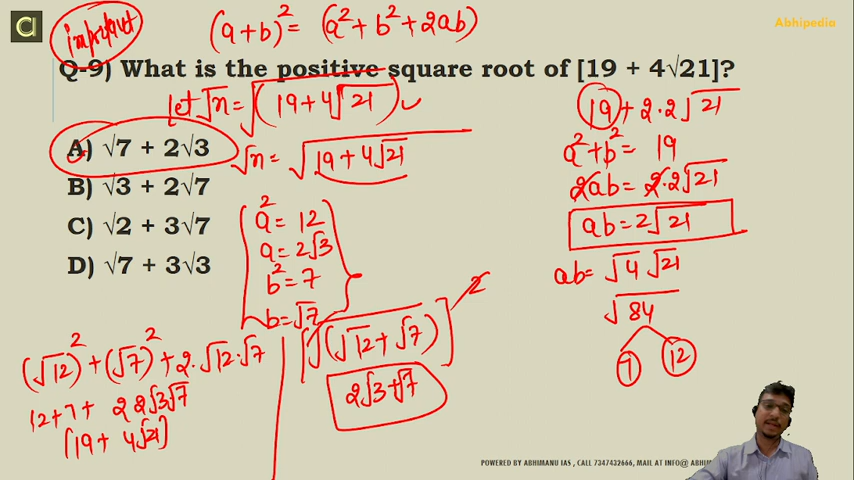 a
important
(a+b)² = (a² + b² + 2ab)
Abhipedia
Q-9) What is the positive square root of [19 + 4√21]?
let √n = √(19+4√21)
A) √7 + 2√3
√n = √19+4√21
B) √3 + 2√7
C) √2 + 3√7
D) √7 + 3√3
a² = 12
a = 2√3
b² = 7
b = √7
19 + 2·2√21
a² + b² = 19
2ab = 2·2√21
ab = 2√21
ab = √4 √21
√84
7 12
(√12)² + (√7)² + 2·√12·√7
12+7+ 2 2√3√7
[19 + 4√21]
[√(√12 + √7)]²
2√3+√7
POWERED BY ABHIMANU IAS , CALL 7347432666, MAIL AT INFO@